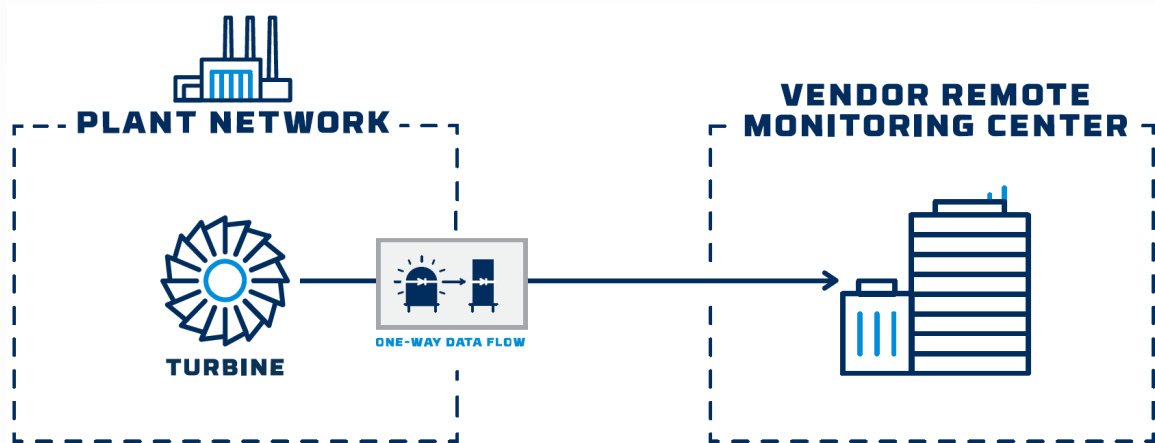 PLANT NETWORK
VENDOR REMOTE
MONITORING CENTER
ONE-WAY DATA FLOW
TURBINE